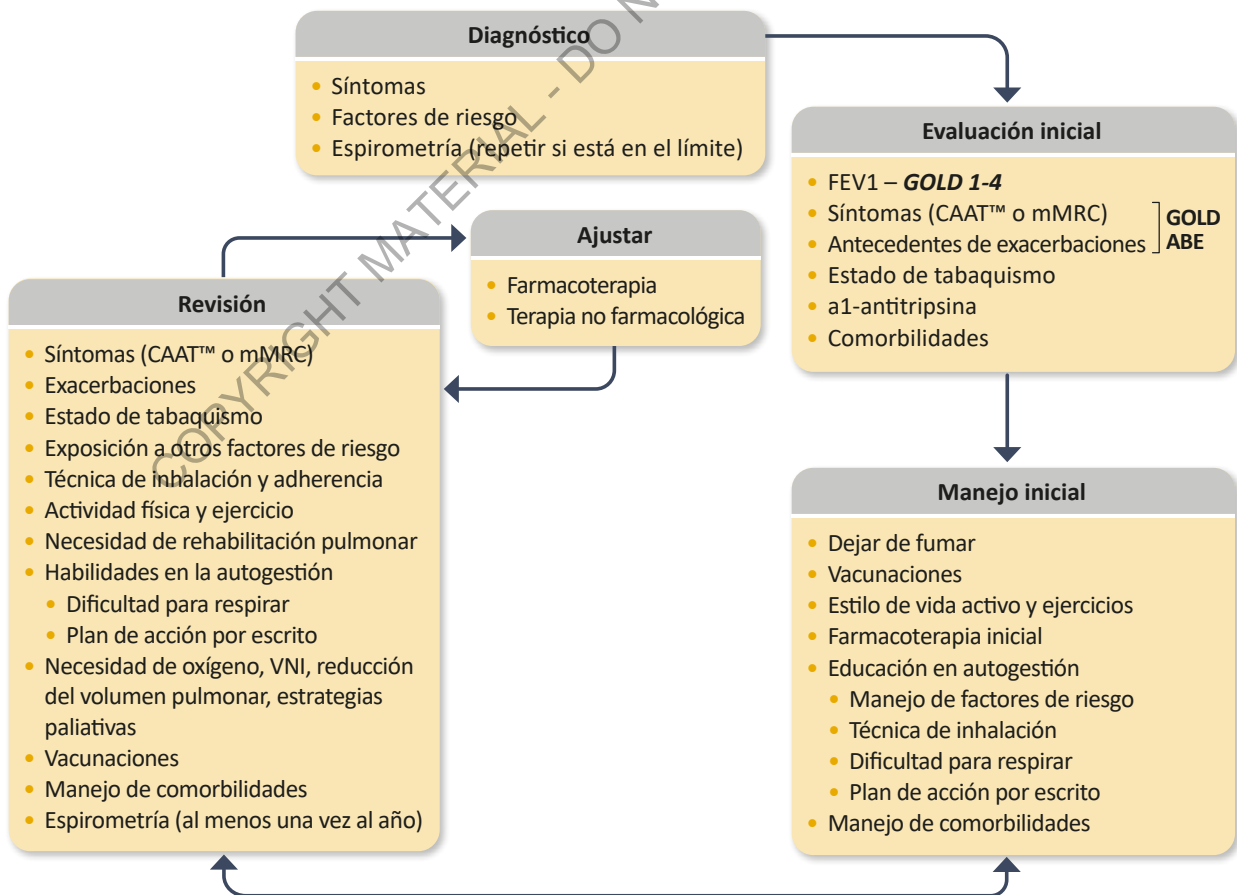 Diagnóstico
• Síntomas
• Factores de riesgo
• Espirometría (repetir si está en el límite)
Evaluación inicial
• FEV1 – GOLD 1-4
• Síntomas (CAAT™ o mMRC)
• Antecedentes de exacerbaciones
GOLD
ABE
• Estado de tabaquismo
• a1-antitripsina
• Comorbilidades
Ajustar
• Farmacoterapia
• Terapia no farmacológica
Revisión
• Síntomas (CAAT™ o mMRC)
• Exacerbaciones
• Estado de tabaquismo
• Exposición a otros factores de riesgo
• Técnica de inhalación y adherencia
• Actividad física y ejercicio
• Necesidad de rehabilitación pulmonar
• Habilidades en la autogestión
• Dificultad para respirar
• Plan de acción por escrito
• Necesidad de oxígeno, VNI, reducción
del volumen pulmonar, estrategias
paliativas
• Vacunaciones
• Manejo de comorbilidades
• Espirometría (al menos una vez al año)
Manejo inicial
• Dejar de fumar
• Vacunaciones
• Estilo de vida activo y ejercicios
• Farmacoterapia inicial
• Educación en autogestión
• Manejo de factores de riesgo
• Técnica de inhalación
• Dificultad para respirar
• Plan de acción por escrito
• Manejo de comorbilidades
COPYRIGHT MATERIAL - DO